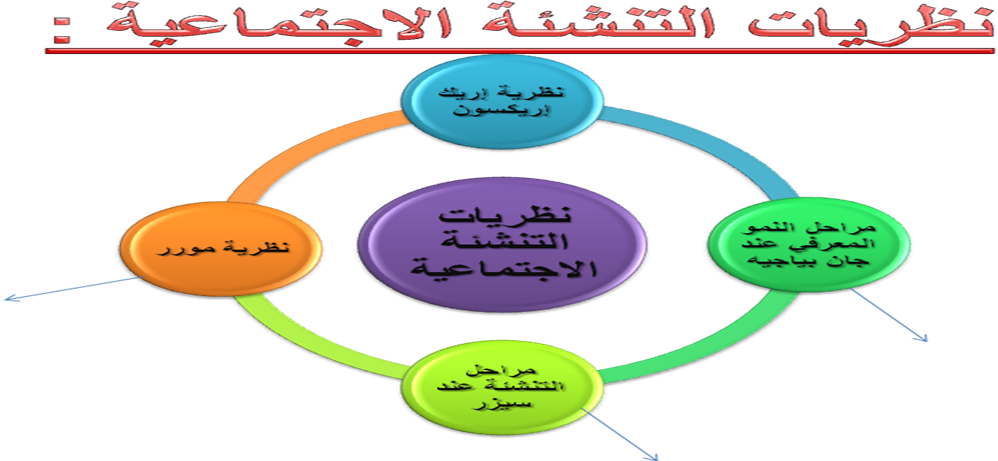 نظريات التنشئة الاجتماعية :
نظرية إريك
إريكسون
مراحل النمو
المعرفي عند
جان بياجيه
نظريات
التنشئة
الاجتماعية
نظرية مورر
مراحل
التنشئة عند
سيزر